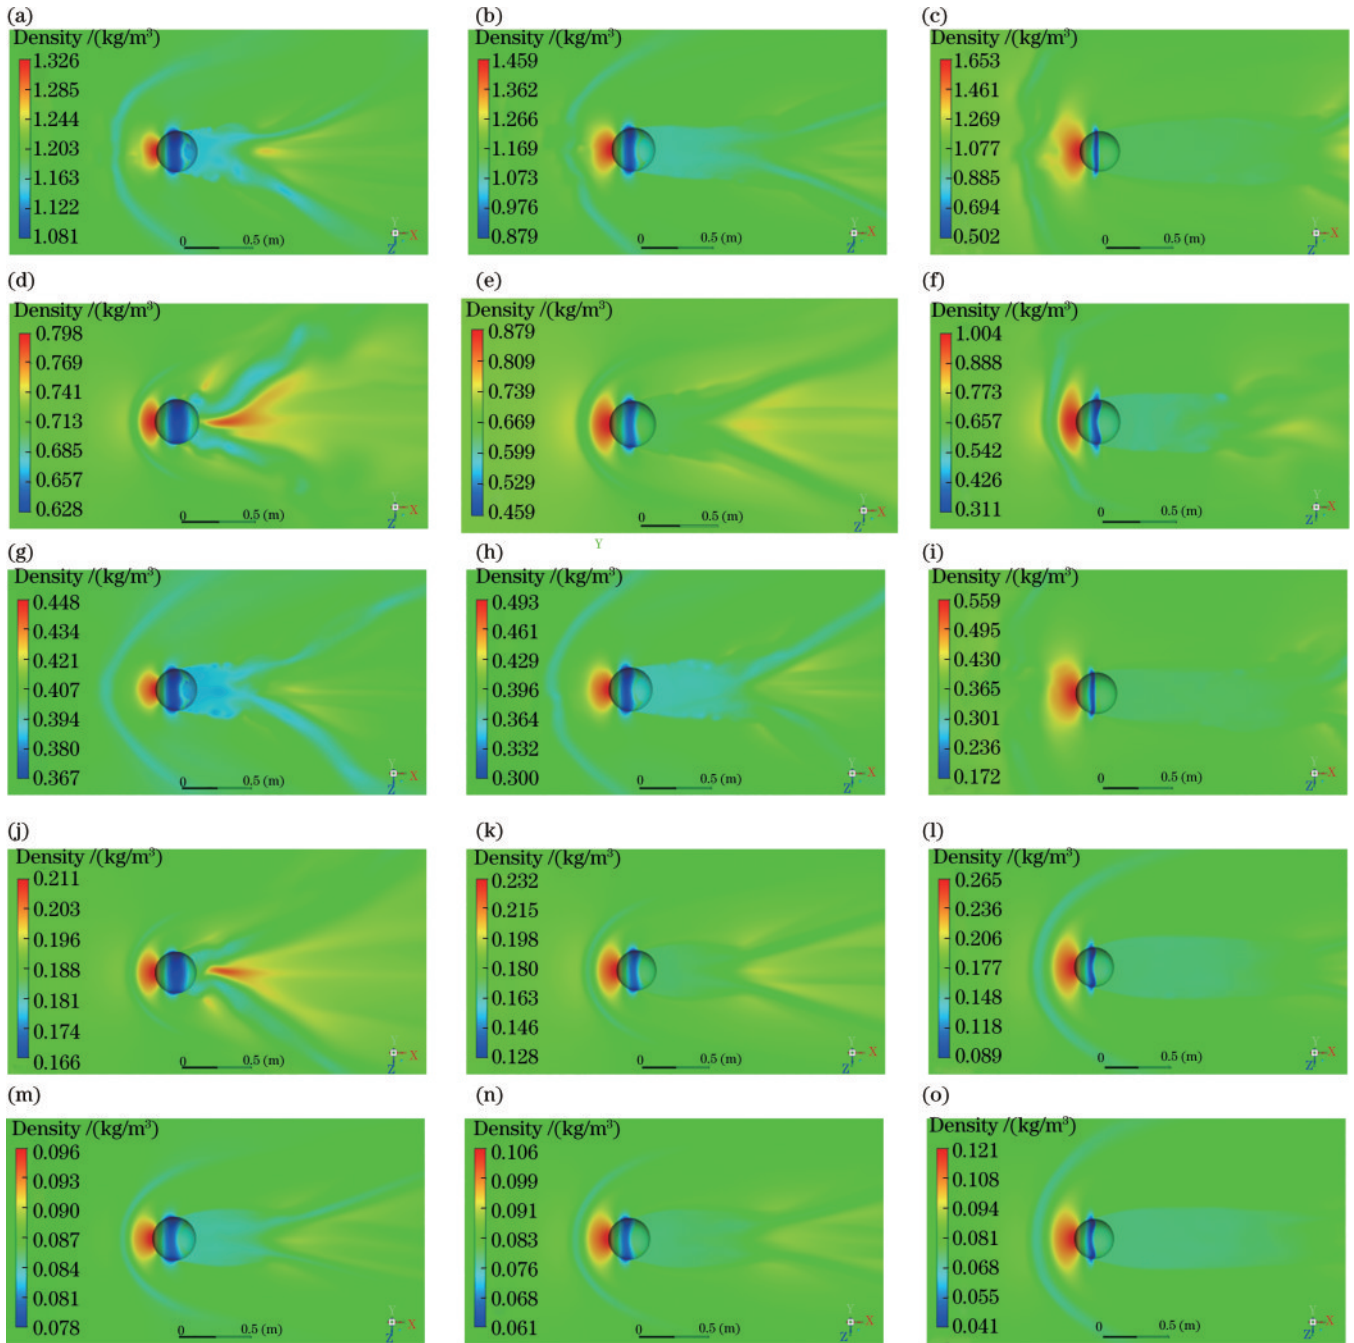 (a)
Density /(kg/m³)
1.326
1.285
1.244
1.203
1.163
1.122
1.081
0 0.5 (m)
Y
X
Z
(b)
Density /(kg/m³)
1.459
1.362
1.266
1.169
1.073
0.976
0.879
0 0.5 (m)
Y
X
Z
(c)
Density /(kg/m³)
1.653
1.461
1.269
1.077
0.885
0.694
0.502
0 0.5 (m)
Y
X
Z
(d)
Density /(kg/m³)
0.798
0.769
0.741
0.713
0.685
0.657
0.628
0 0.5 (m)
Y
X
Z
(e)
Density /(kg/m³)
0.879
0.809
0.739
0.669
0.599
0.529
0.459
0 0.5 (m)
Y
X
Z
(f)
Density /(kg/m³)
1.004
0.888
0.773
0.657
0.542
0.426
0.311
0 0.5 (m)
Y
X
Z
Y
(g)
Density /(kg/m³)
0.448
0.434
0.421
0.407
0.394
0.380
0.367
0 0.5 (m)
Y
X
Z
(h)
Density /(kg/m³)
0.493
0.461
0.429
0.396
0.364
0.332
0.300
0 0.5 (m)
Y
X
Z
(i)
Density /(kg/m³)
0.559
0.495
0.430
0.365
0.301
0.236
0.172
0 0.5 (m)
Y
X
Z
(j)
Density /(kg/m³)
0.211
0.203
0.196
0.188
0.181
0.174
0.166
0 0.5 (m)
Y
X
Z
(k)
Density /(kg/m³)
0.232
0.215
0.198
0.180
0.163
0.146
0.128
0 0.5 (m)
Y
X
Z
(l)
Density /(kg/m³)
0.265
0.236
0.206
0.177
0.148
0.118
0.089
0 0.5 (m)
Y
X
Z
(m)
Density /(kg/m³)
0.096
0.093
0.090
0.087
0.084
0.081
0.078
0 0.5 (m)
Y
X
Z
(n)
Density /(kg/m³)
0.106
0.099
0.091
0.083
0.076
0.068
0.061
0 0.5 (m)
Y
X
Z
(o)
Density /(kg/m³)
0.121
0.108
0.094
0.081
0.068
0.055
0.041
0 0.5 (m)
Y
X
Z